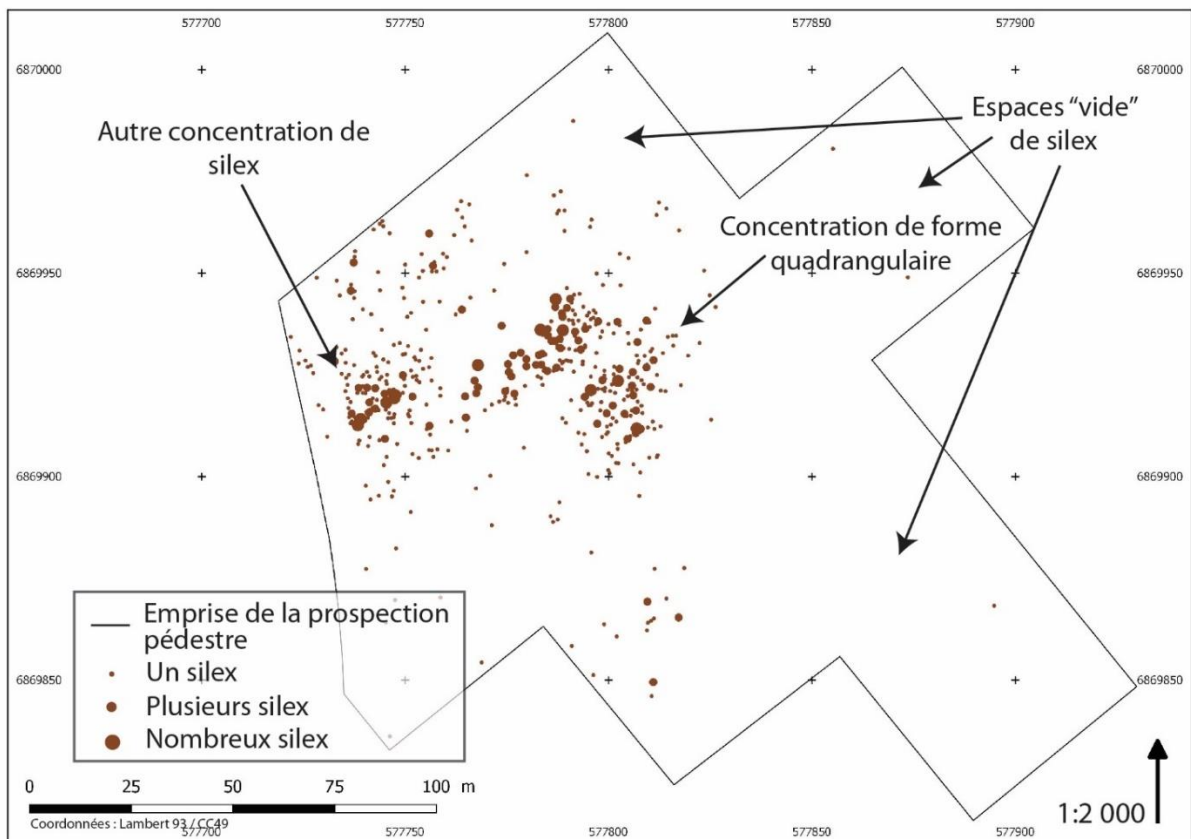 577700 577750 577800 577850 577900
6870000 6870000
Autre concentration de
silex
Espaces "vide"
de silex
Concentration de forme
quadrangulaire
6869950 6869950
6869900 6869900
Emprise de la prospection
pédestre
Un silex
Plusieurs silex
Nombreux silex
6869850 6869850
0 25 50 75 100 m
Coordonnées : Lambert 93 / CC49
1:2 000
577700 577750 577800 577850 577900